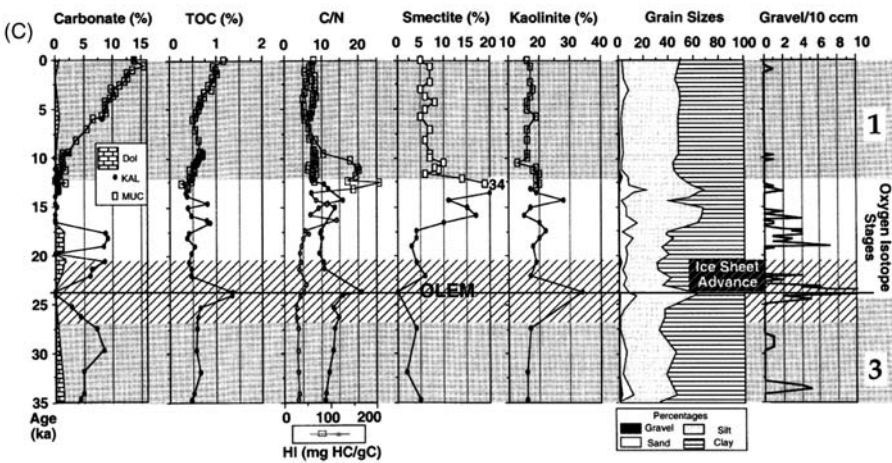 (C)
Carbonate (%) TOC (%) C/N Smectite (%) Kaolinite (%) Grain Sizes Gravel/10 ccm
0 5 10 15 0 1 2 0 10 20 30 40 0 5 10 15 20 10 20 30 40 0 20 40 60 80 100 0 2 4 6 8 10
0
5
10
15
20
25
30
35
Age
(ka)
Dol
KAL
MUC
34
OLEM
Ice Sheet
Advance
1
Oxygen Isotope
Stages
3
0 100 200
HI (mg HC/gC)
Percentages
Gravel Silt
Sand Clay